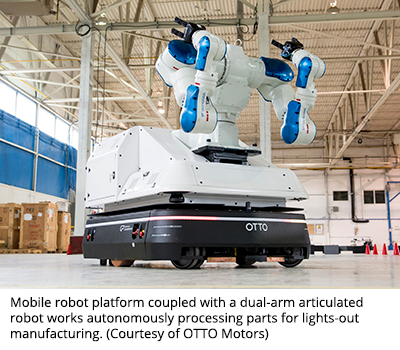 OTTO
Mobile robot platform coupled with a dual-arm articulated
robot works autonomously processing parts for lights-out
manufacturing. (Courtesy of OTTO Motors)